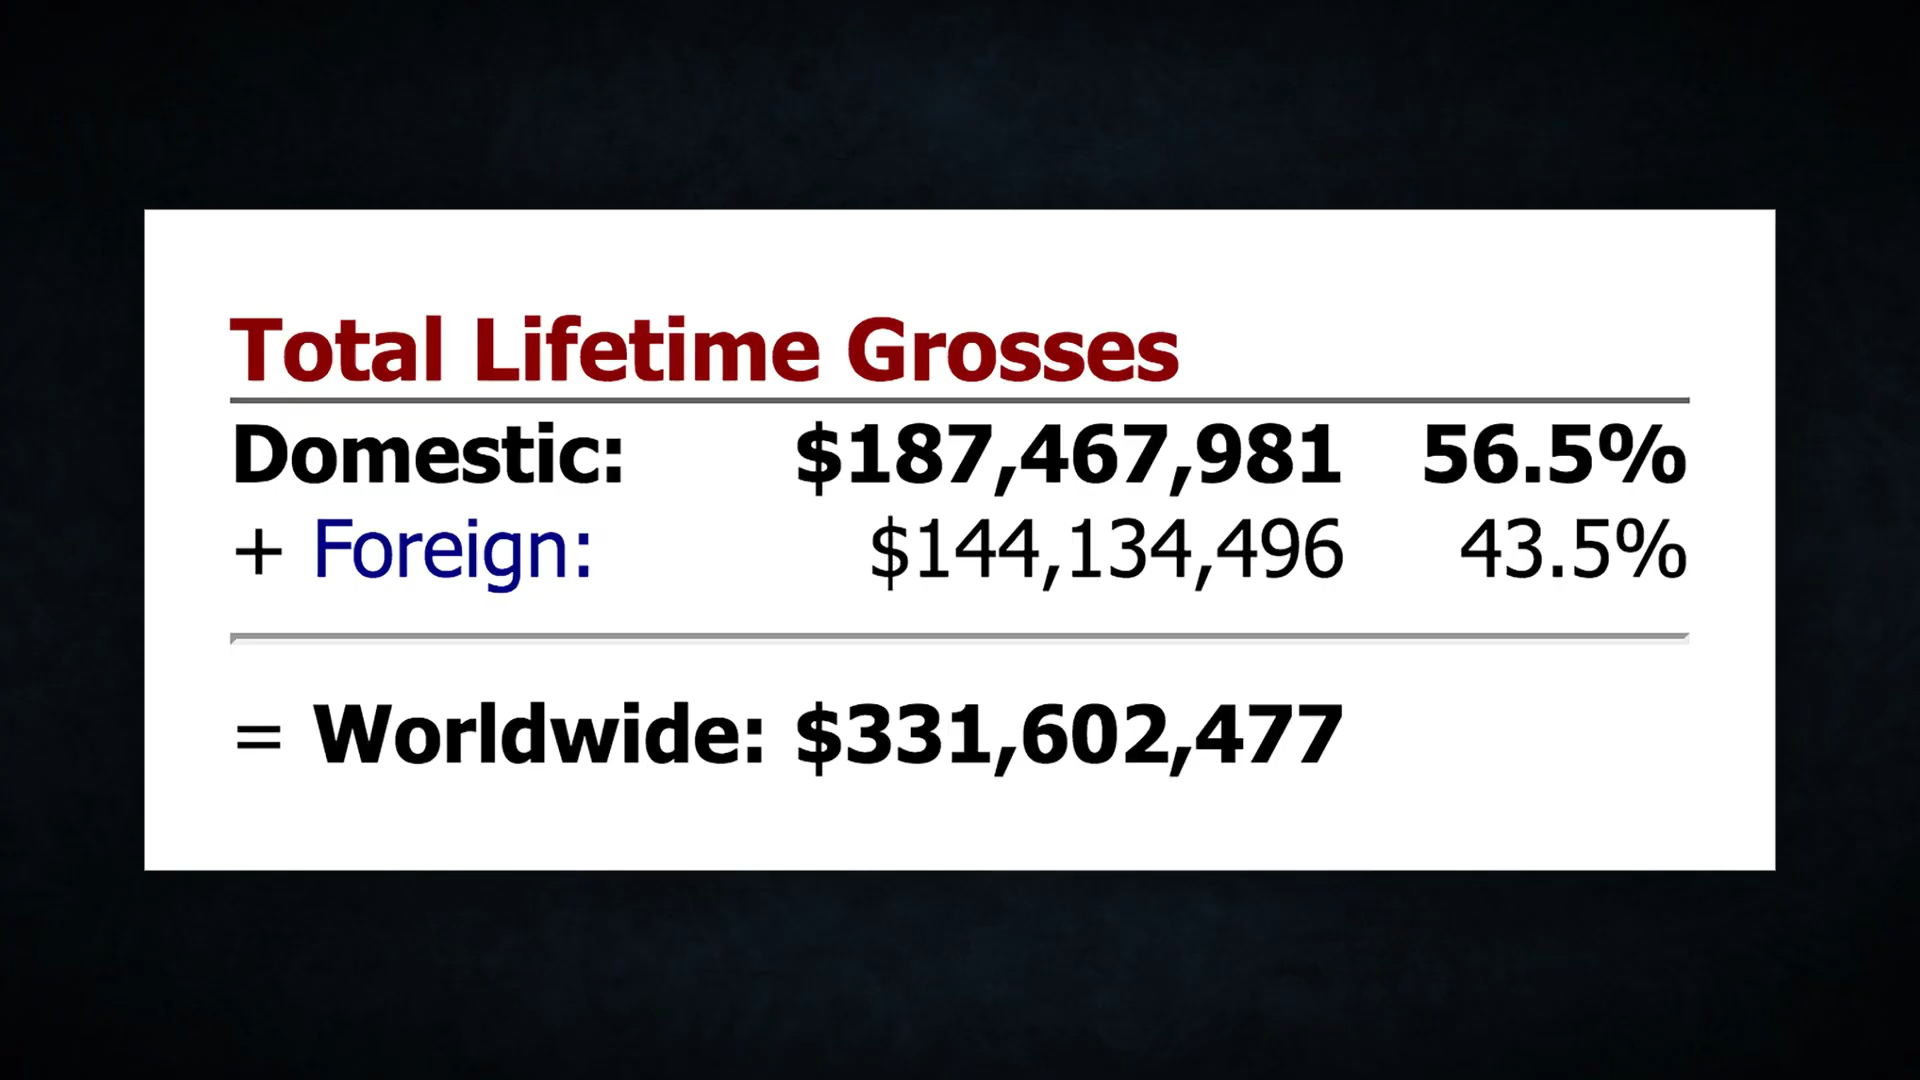 Total Lifetime Grosses
Domestic: $187,467,981 56.5%
+ Foreign: $144,134,496 43.5%
= Worldwide: $331,602,477